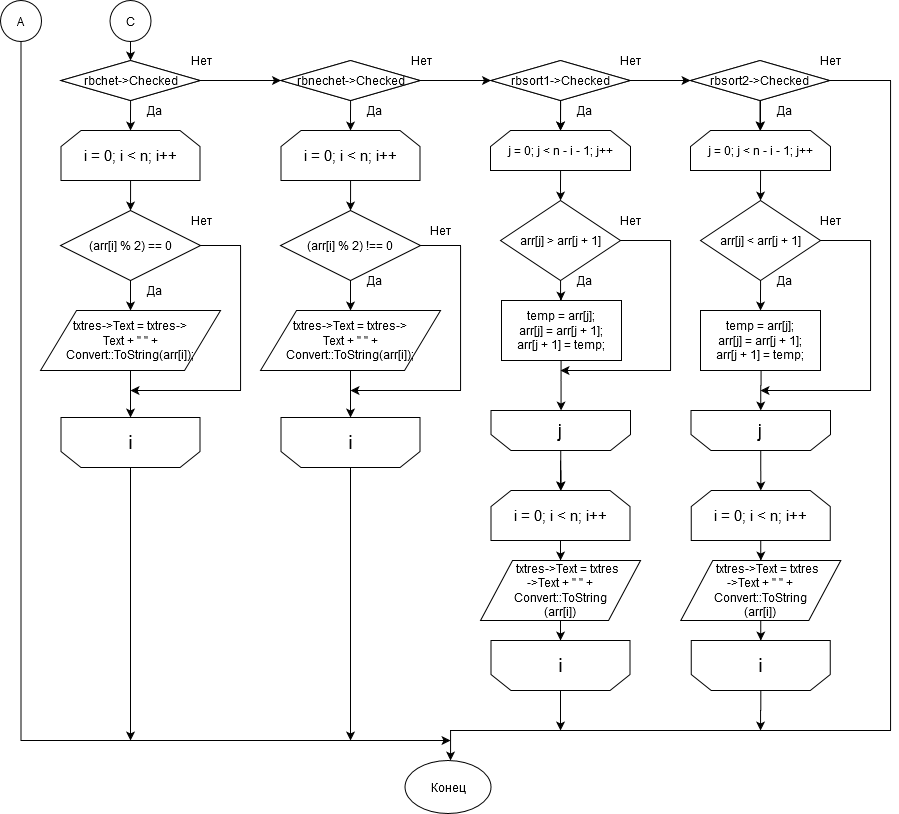 A
C
Нет
Нет
Нет
Нет
rbchet->Checked
rbnechet->Checked
rbsort1->Checked
rbsort2->Checked
Да
Да
Да
Да
i = 0; i < n; i++
i = 0; i < n; i++
j = 0; j < n - i - 1; j++
j = 0; j < n - i - 1; j++
Нет
Нет
Нет
Нет
(arr[i] % 2) == 0
(arr[i] % 2) !== 0
arr[j] > arr[j + 1]
arr[j] < arr[j + 1]
Да
Да
Да
Да
txtres->Text = txtres->
Text + " " +
Convert::ToString(arr[i]);
txtres->Text = txtres->
Text + " " +
Convert::ToString(arr[i]);
temp = arr[j];
arr[j] = arr[j + 1];
arr[j + 1] = temp;
temp = arr[j];
arr[j] = arr[j + 1];
arr[j + 1] = temp;
i
i
j
j
i = 0; i < n; i++
i = 0; i < n; i++
txtres->Text = txtres
->Text + " " +
Convert::ToString
(arr[i])
txtres->Text = txtres
->Text + " " +
Convert::ToString
(arr[i])
i
i
Конец